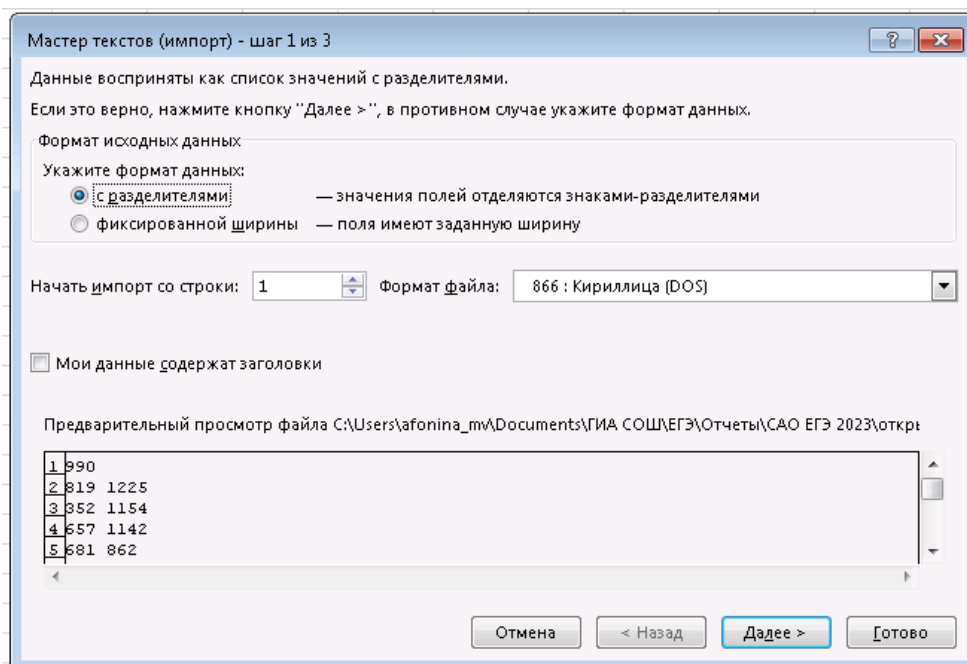 Мастер текстов (импорт) - шаг 1 из 3
Данные восприняты как список значений с разделителями.
Если это верно, нажмите кнопку "Далее >", в противном случае укажите формат данных.
Формат исходных данных
Укажите формат данных:
с разделителями — значения полей отделяются знаками-разделителями
фиксированной ширины — поля имеют заданную ширину
Начать импорт со строки: 1 Формат файла: 866 : Кириллица (DOS)
Мои данные содержат заголовки
Предварительный просмотр файла C:\Users\afonina_mv\Documents\ГИА СОШ\ЕГЭ\Отчеты\САО ЕГЭ 2023\откры
1 990
2 819 1225
3 352 1154
4 657 1142
5 681 862
Отмена < Назад Далее > Готово